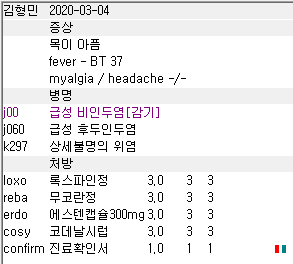 김형민 2020-03-04
증상
목이 아픔
fever - BT 37
myalgia / headache -/-
병명
j00 급성 비인두염[감기]
j060 급성 후두인두염
k297 상세불명의 위염
처방
loxo 록스파인정 3,0 3 3
reba 무코란정 3,0 3 3
erdo 에스텐캡슐300mg 3,0 3 3
cosy 코데날시럽 3,0 3 3
confirm 진료확인서 1,0 1 1